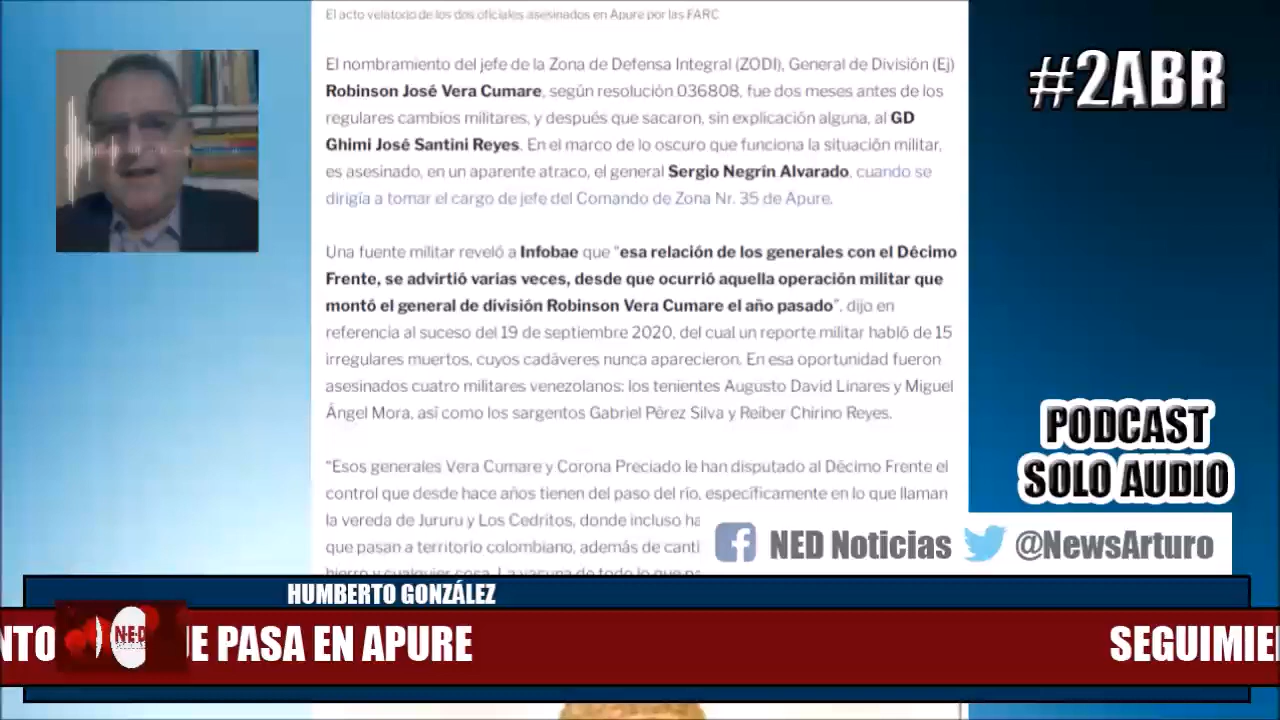 El acto velatorio de los dos oficiales asesinados en Apure por las FARC
El nombramiento del jefe de la Zona de Defensa Integral (ZODI), General de División (Ej)
Robinson José Vera Cumare, según resolución 036808, fue dos meses antes de los
regulares cambios militares, y después que sacaron, sin explicación alguna, al GD
Ghimi José Santini Reyes. En el marco de lo oscuro que funciona la situación militar,
es asesinado, en un aparente atraco, el general Sergio Negrín Alvarado, cuando se
dirigía a tomar el cargo de jefe del Comando de Zona Nr. 35 de Apure.
Una fuente militar reveló a Infobae que "esa relación de los generales con el Décimo
Frente, se advirtió varias veces, desde que ocurrió aquella operación militar que
montó el general de división Robinson Vera Cumare el año pasado", dijo en
referencia al suceso del 19 de septiembre 2020, del cual un reporte militar habló de 15
irregulares muertos, cuyos cadáveres nunca aparecieron. En esa oportunidad fueron
asesinados cuatro militares venezolanos: los tenientes Augusto David Linares y Miguel
Ángel Mora, así como los sargentos Gabriel Pérez Silva y Reiber Chirino Reyes.
"Esos generales Vera Cumare y Corona Preciado le han disputado al Décimo Frente el
control que desde hace años tienen del paso del río, específicamente en lo que llaman
la vereda de Jururu y Los Cedritos, donde incluso ha
que pasan a territorio colombiano, además de canti
hierro y cualquier cosa. La vacuna de todo lo que pa
#2ABR
PODCAST
SOLO AUDIO
NED Noticias @NewsArturo
HUMBERTO GONZÁLEZ
NTO NED UE PASA EN APURE SEGUIMIE